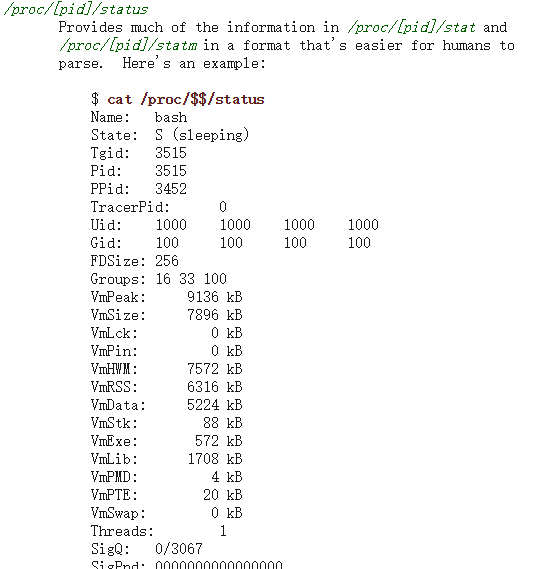 /proc/[pid]/status
Provides much of the information in /proc/[pid]/stat and
/proc/[pid]/statm in a format that's easier for humans to
parse.  Here's an example:
$ cat /proc/$$/status
Name:   bash
State:  S (sleeping)
Tgid:   3515
Pid:    3515
PPid:   3452
TracerPid:      0
Uid:    1000    1000    1000    1000
Gid:    100     100     100     100
FDSize: 256
Groups: 16 33 100
VmPeak:     9136 kB
VmSize:     7896 kB
VmLck:         0 kB
VmPin:         0 kB
VmHWM:      7572 kB
VmRSS:      6316 kB
VmData:     5224 kB
VmStk:        88 kB
VmExe:       572 kB
VmLib:      1708 kB
VmPMD:         4 kB
VmPTE:        20 kB
VmSwap:        0 kB
Threads:        1
SigQ:   0/3067
SigPnd: 0000000000000000